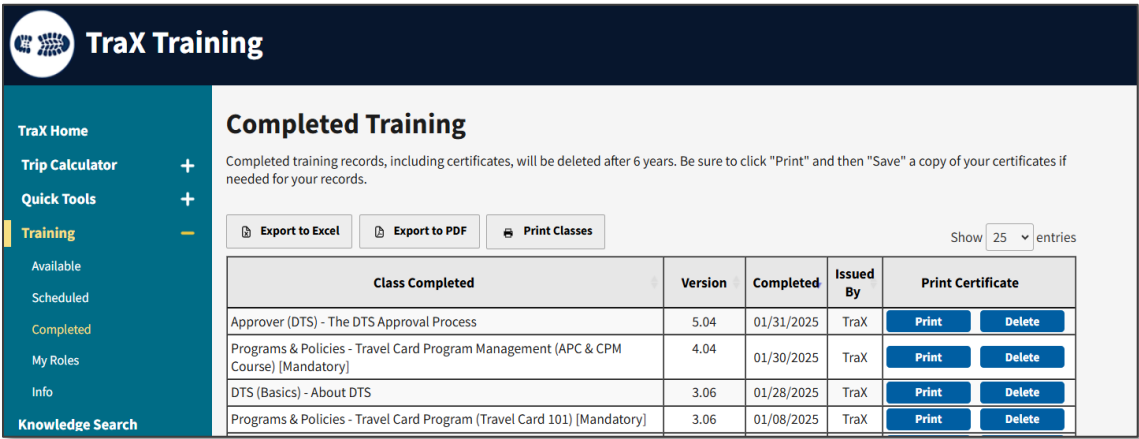 TraX Training
TraX Home
Trip Calculator +
Quick Tools +
Training −
Available
Scheduled
Completed
My Roles
Info
Knowledge Search
Completed Training
Completed training records, including certificates, will be deleted after 6 years. Be sure to click "Print" and then "Save" a copy of your certificates if
needed for your records.
Export to Excel Export to PDF Print Classes
Show 25 entries
Class Completed Version Completed Issued By Print Certificate
Approver (DTS) - The DTS Approval Process 5.04 01/31/2025 TraX Print Delete
Programs & Policies - Travel Card Program Management (APC & CPM
Course) [Mandatory] 4.04 01/30/2025 TraX Print Delete
DTS (Basics) - About DTS 3.06 01/28/2025 TraX Print Delete
Programs & Policies - Travel Card Program (Travel Card 101) [Mandatory] 3.06 01/08/2025 TraX Print Delete